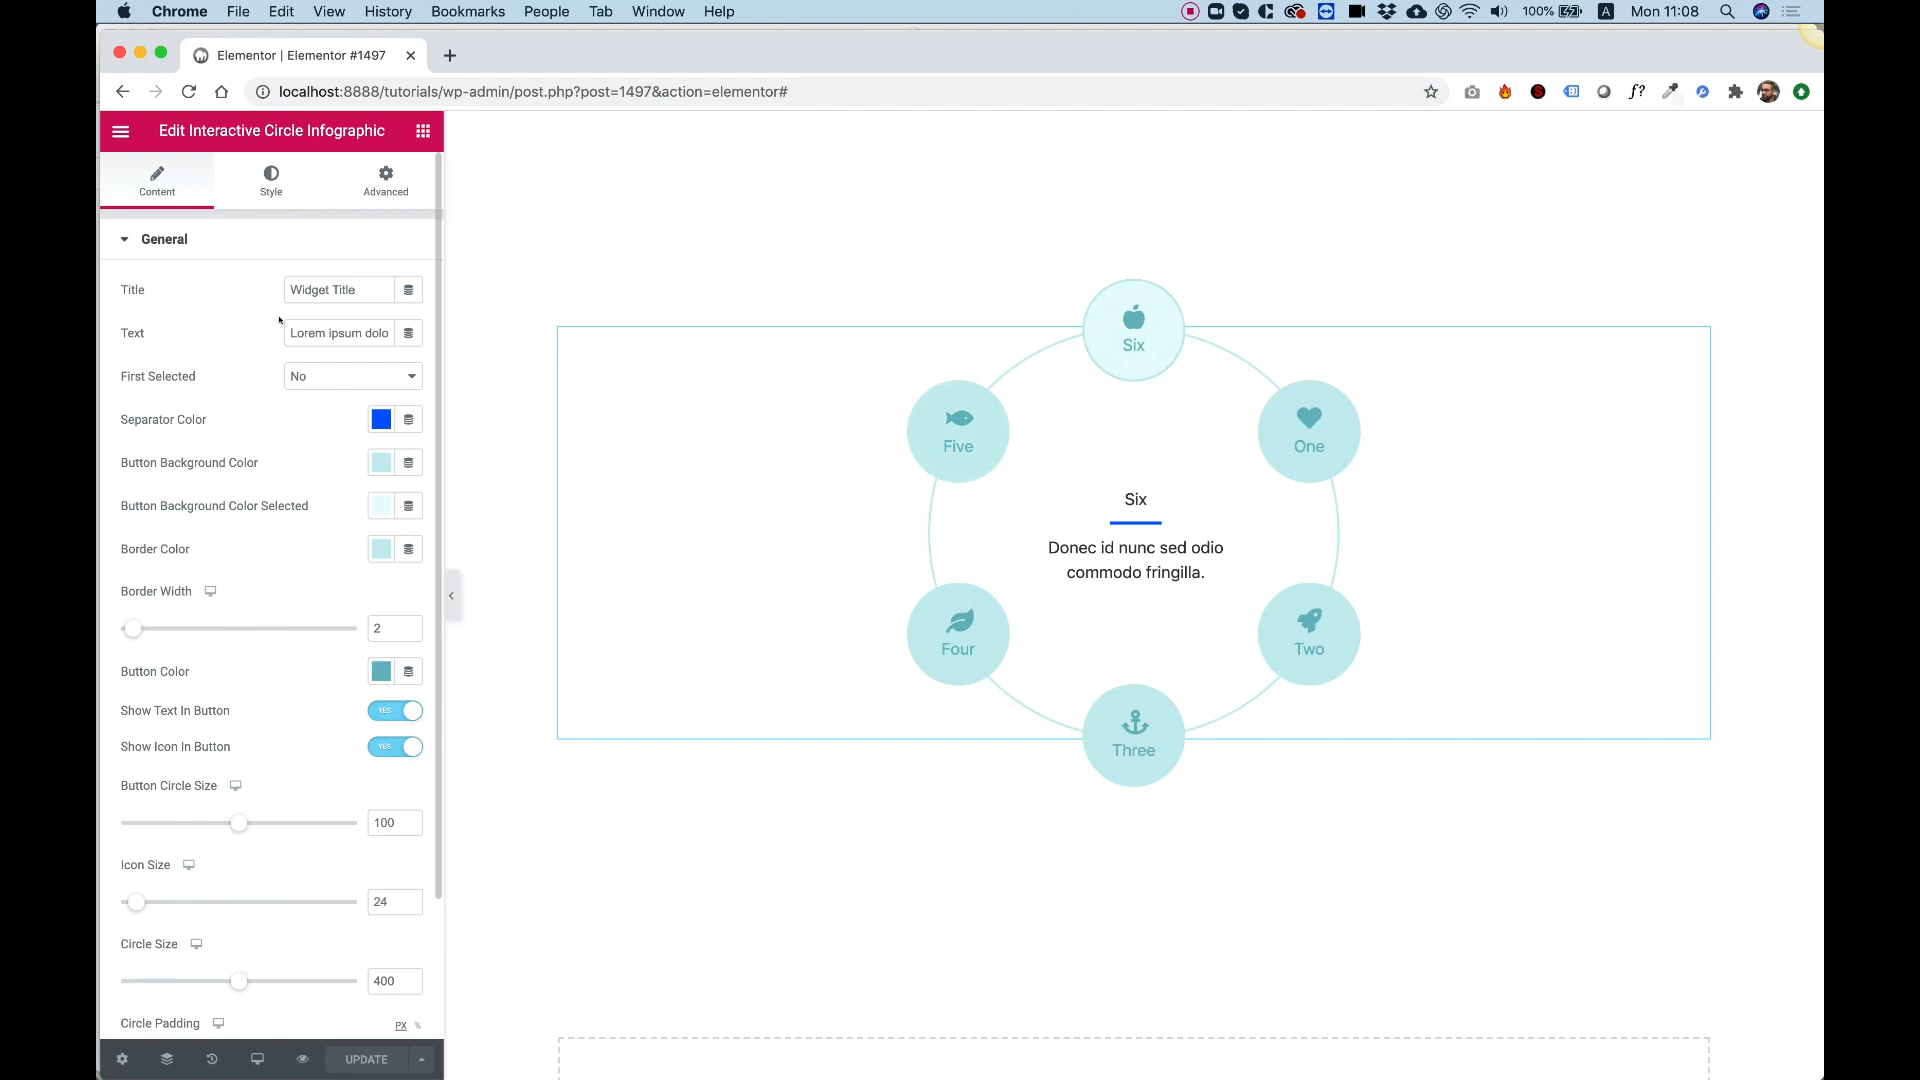 Chrome File Edit View History Bookmarks People Tab Window Help 100% A Mon 11:08
Elementor | Elementor #1497
localhost:8888/tutorials/wp-admin/post.php?post=1497&action=elementor#
S f?
Edit Interactive Circle Infographic
Content Style Advanced
General
Title Widget Title
Text Lorem ipsum dolo
First Selected No
Separator Color
Button Background Color
Button Background Color Selected
Border Color
Border Width
2
Button Color
Show Text In Button YES
Show Icon In Button YES
Button Circle Size
100
Icon Size
24
Circle Size
400
Circle Padding PX %
UPDATE
Six
Five
One
Six
Donec id nunc sed odio
commodo fringilla.
Four
Two
Three